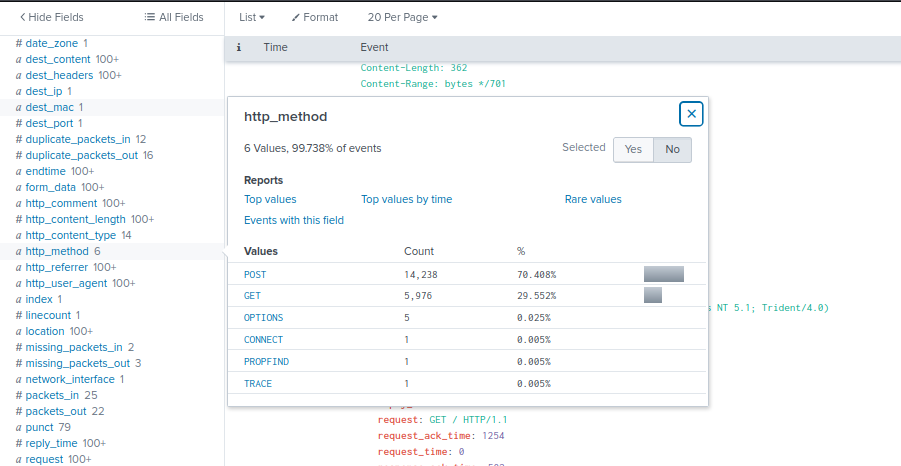 Hide Fields
All Fields
# date_zone 1
a dest_content 100+
a dest_headers 100+
a dest_ip 1
a dest_mac 1
# dest_port 1
# duplicate_packets_in 12
# duplicate_packets_out 16
a endtime 100+
a form_data 100+
a http_comment 100+
# http_content_length 100+
a http_content_type 14
a http_method 6
a http_referrer 100+
a http_user_agent 100+
a index 1
# linecount 1
a location 100+
# missing_packets_in 2
# missing_packets_out 3
a network_interface 1
# packets_in 25
# packets_out 22
a punct 79
# reply_time 100+
a request 100+
List
Format
20 Per Page
i Time Event
Content-Length: 362
Content-Range: bytes */701
http_method
6 Values, 99.738% of events
Selected Yes No
Reports
Top values Top values by time Rare values
Events with this field
Values Count %
POST 14,238 70.408%
GET 5,976 29.552%
OPTIONS 5 0.025%
CONNECT 1 0.005%
PROPFIND 1 0.005%
TRACE 1 0.005%
NT 5.1; Trident/4.0)
request: GET / HTTP/1.1
request_ack_time: 1254
request_time: 0